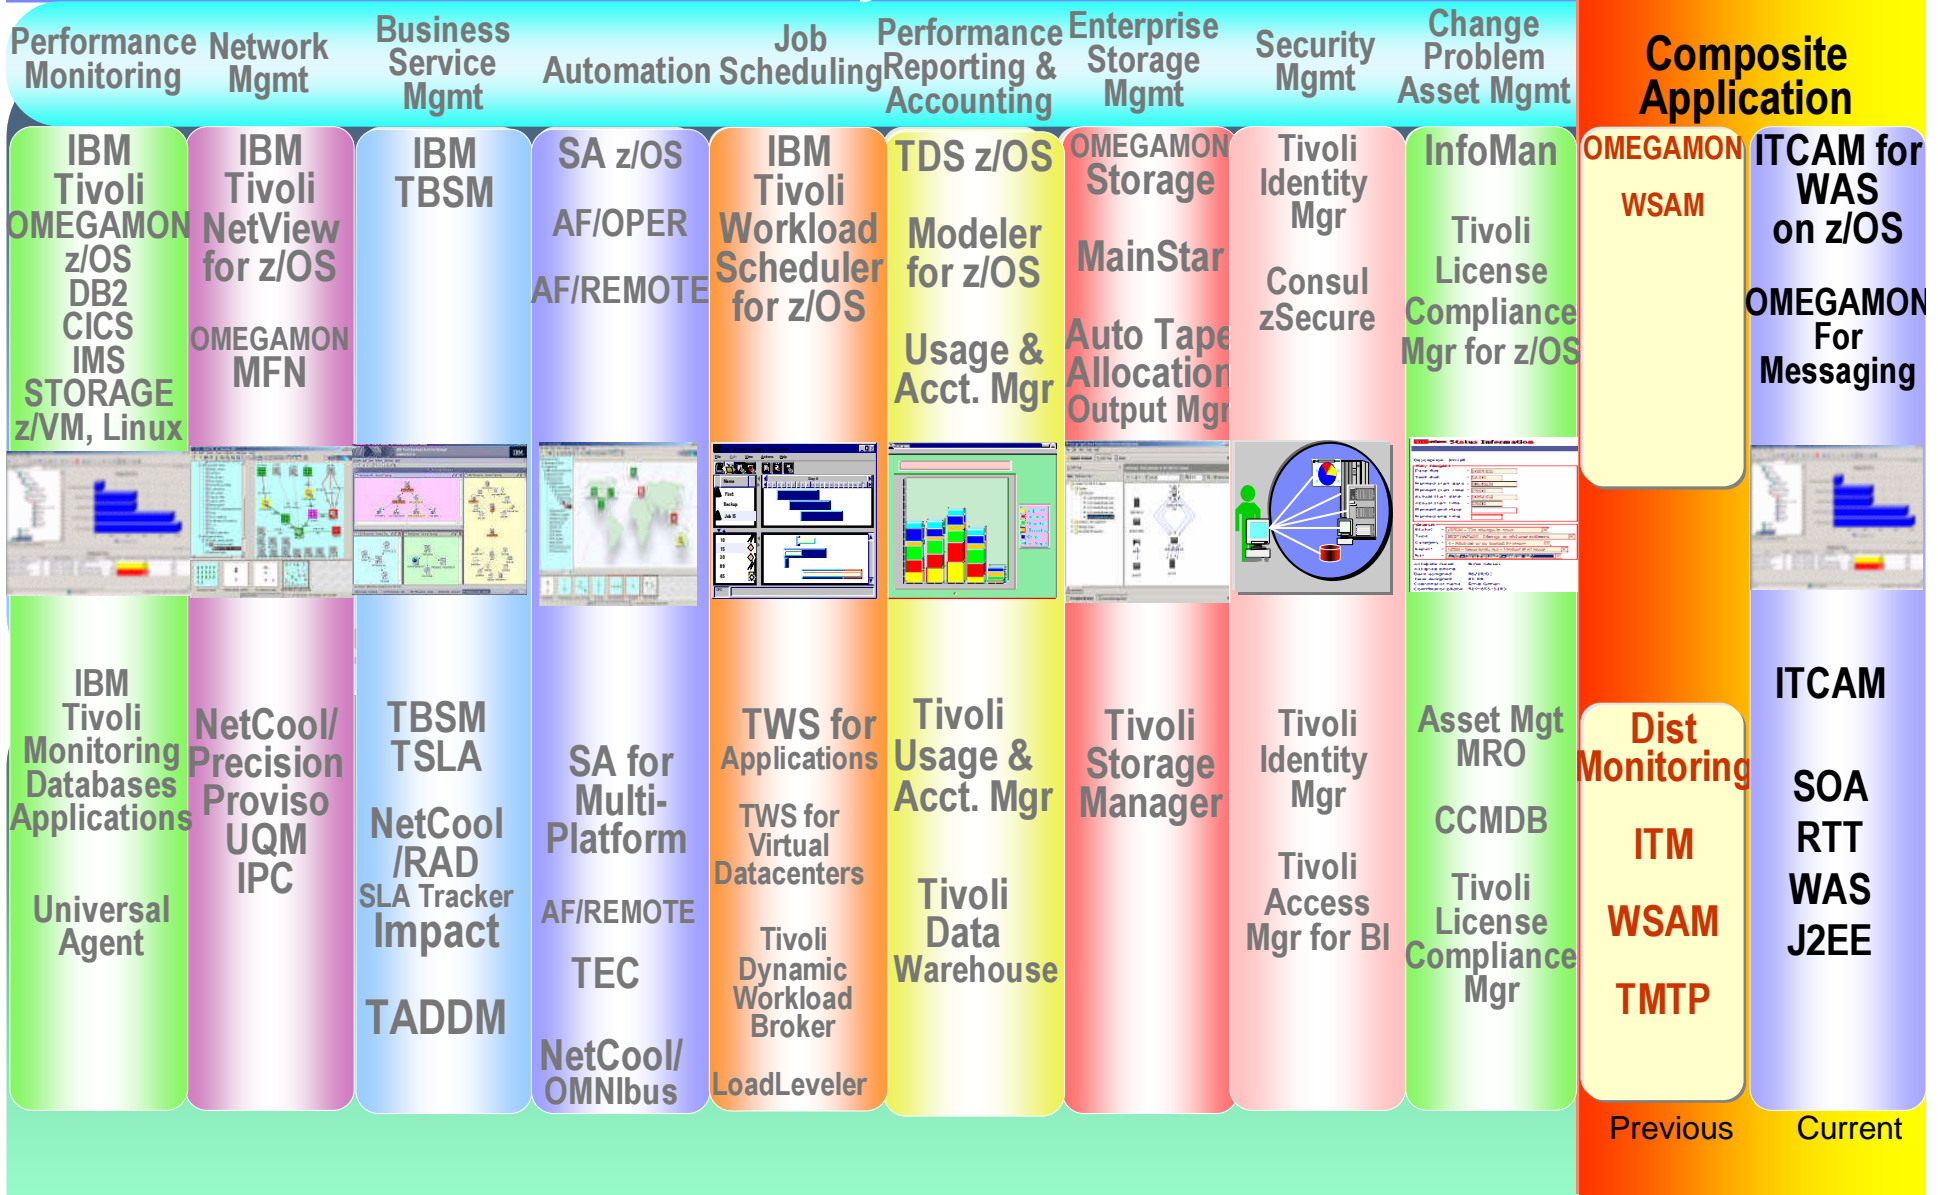 Performance
Monitoring
Network
Mgmt
Business
Service
Mgmt
Automation
Job
Scheduling
Performance
Reporting &
Accounting
Enterprise
Storage
Mgmt
Security
Mgmt
Change
Problem
Asset Mgmt
Composite
Application
IBM
Tivoli
OMEGAMON
z/OS
DB2
CICS
IMS
STORAGE
z/VM, Linux
IBM
Tivoli
NetView
for z/OS
OMEGAMON
MFN
IBM
TBSM
SA z/OS
AF/OPER
AF/REMOTE
IBM
Tivoli
Workload
Scheduler
for z/OS
TDS z/OS
Modeler
for z/OS
Usage &
Acct. Mgr
OMEGAMON
Storage
MainStar
Auto Tape
Allocation
Output Mgr
Tivoli
Identity
Mgr
Consul
zSecure
InfoMan
Tivoli
License
Compliance
Mgr for z/OS
OMEGAMON
WSAM
ITCAM for
WAS
on z/OS
OMEGAMON
For
Messaging
Status Information
IBM
Tivoli
Monitoring
Databases
Applications
Universal
Agent
NetCool/
Precision
Proviso
UQM
IPC
TBSM
TSLA
NetCool
/RAD
SLA Tracker
Impact
TADDM
SA for
Multi-
Platform
AF/REMOTE
TEC
NetCool/
OMNIbus
TWS for
Applications
TWS for
Virtual
Datacenters
Tivoli
Dynamic
Workload
Broker
LoadLeveler
Tivoli
Usage &
Acct. Mgr
Tivoli
Data
Warehouse
Tivoli
Storage
Manager
Tivoli
Identity
Mgr
Tivoli
Access
Mgr for BI
Asset Mgt
MRO
CCMDB
Tivoli
License
Compliance
Mgr
Dist
Monitoring
ITM
WSAM
TMTP
ITCAM
SOA
RTT
WAS
J2EE
Previous
Current